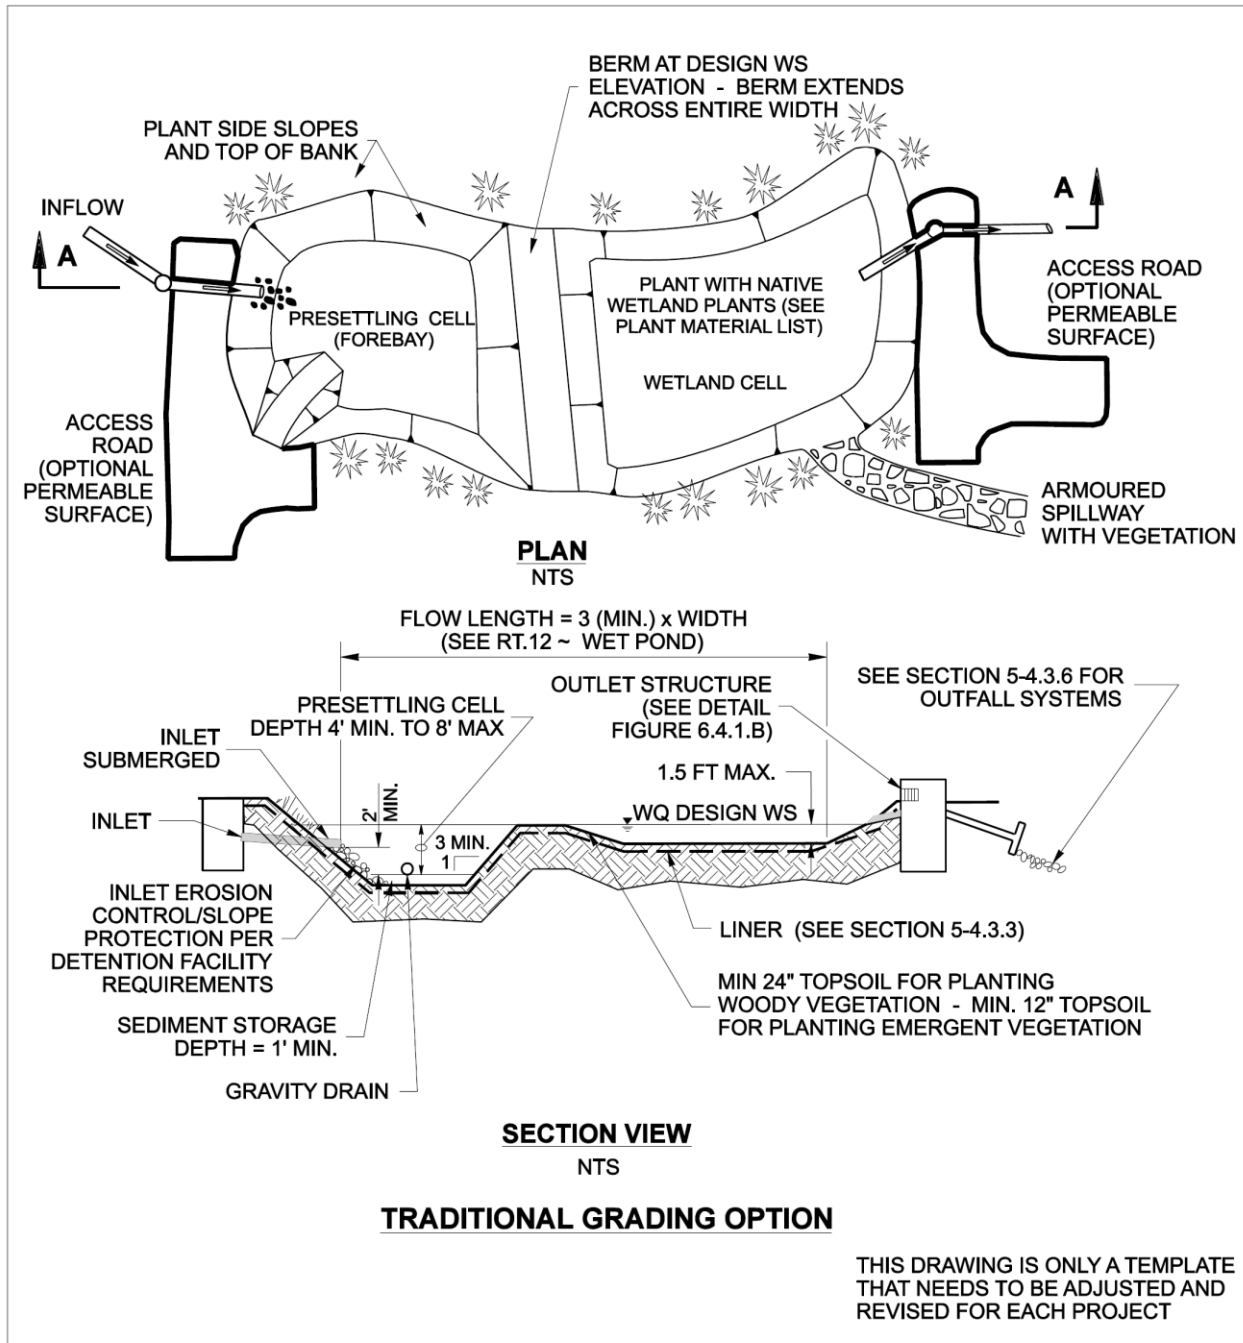 BERM AT DESIGN WS
ELEVATION - BERM EXTENDS
ACROSS ENTIRE WIDTH
PLANT SIDE SLOPES
AND TOP OF BANK
INFLOW
A
A
PLANT WITH NATIVE
WETLAND PLANTS (SEE
PLANT MATERIAL LIST)
WETLAND CELL
PRESETTLING CELL
(FOREBAY)
ACCESS ROAD
(OPTIONAL
PERMEABLE
SURFACE)
ACCESS
ROAD
(OPTIONAL
PERMEABLE
SURFACE)
ARMOURED
SPILLWAY
WITH VEGETATION
PLAN
NTS
FLOW LENGTH = 3 (MIN.) x WIDTH
(SEE RT.12 ~ WET POND)
PRESETTLING CELL
DEPTH 4' MIN. TO 8' MAX
OUTLET STRUCTURE
(SEE DETAIL
FIGURE 6.4.1.B)
SEE SECTION 5-4.3.6 FOR
OUTFALL SYSTEMS
INLET
SUBMERGED
1.5 FT MAX.
2'
MIN.
WQ DESIGN WS
INLET
3 MIN.
1
INLET EROSION
CONTROL/SLOPE
PROTECTION PER
DETENTION FACILITY
REQUIREMENTS
LINER (SEE SECTION 5-4.3.3)
MIN 24" TOPSOIL FOR PLANTING
WOODY VEGETATION - MIN. 12" TOPSOIL
FOR PLANTING EMERGENT VEGETATION
SEDIMENT STORAGE
DEPTH = 1' MIN.
GRAVITY DRAIN
SECTION VIEW
NTS
TRADITIONAL GRADING OPTION
THIS DRAWING IS ONLY A TEMPLATE
THAT NEEDS TO BE ADJUSTED AND
REVISED FOR EACH PROJECT